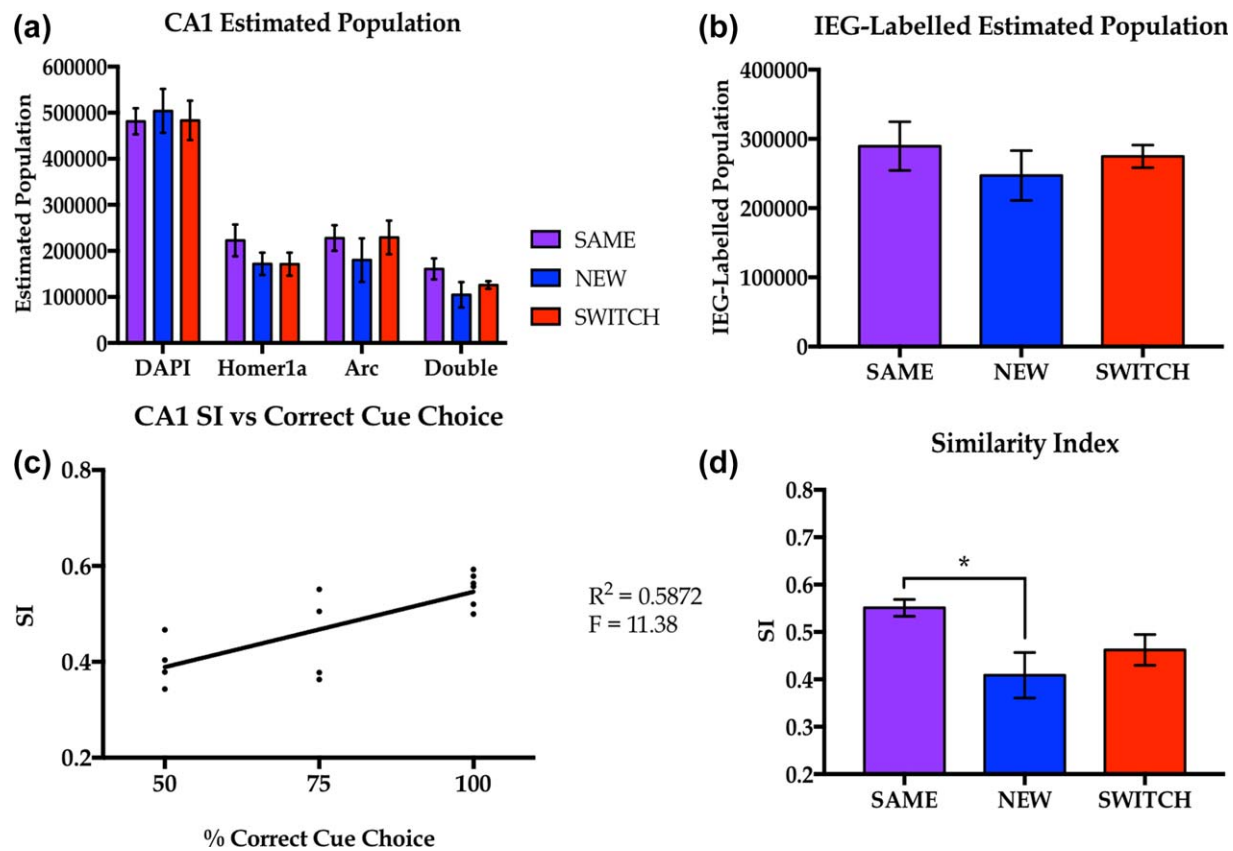 (a)
CA1 Estimated Population
Estimated Population
600000
500000
400000
300000
200000
100000
0
DAPI Homer1a Arc Double
SAME
NEW
SWITCH
(b)
IEG-Labelled Estimated Population
IEG-Labelled Population
400000
300000
200000
100000
0
SAME NEW SWITCH
(c)
CA1 SI vs Correct Cue Choice
SI
0.8
0.6
0.4
0.2
50 75 100
% Correct Cue Choice
R² = 0.5872
F = 11.38
(d)
Similarity Index
SI
0.8
0.7
0.6
0.5
0.4
0.3
0.2
*
SAME NEW SWITCH